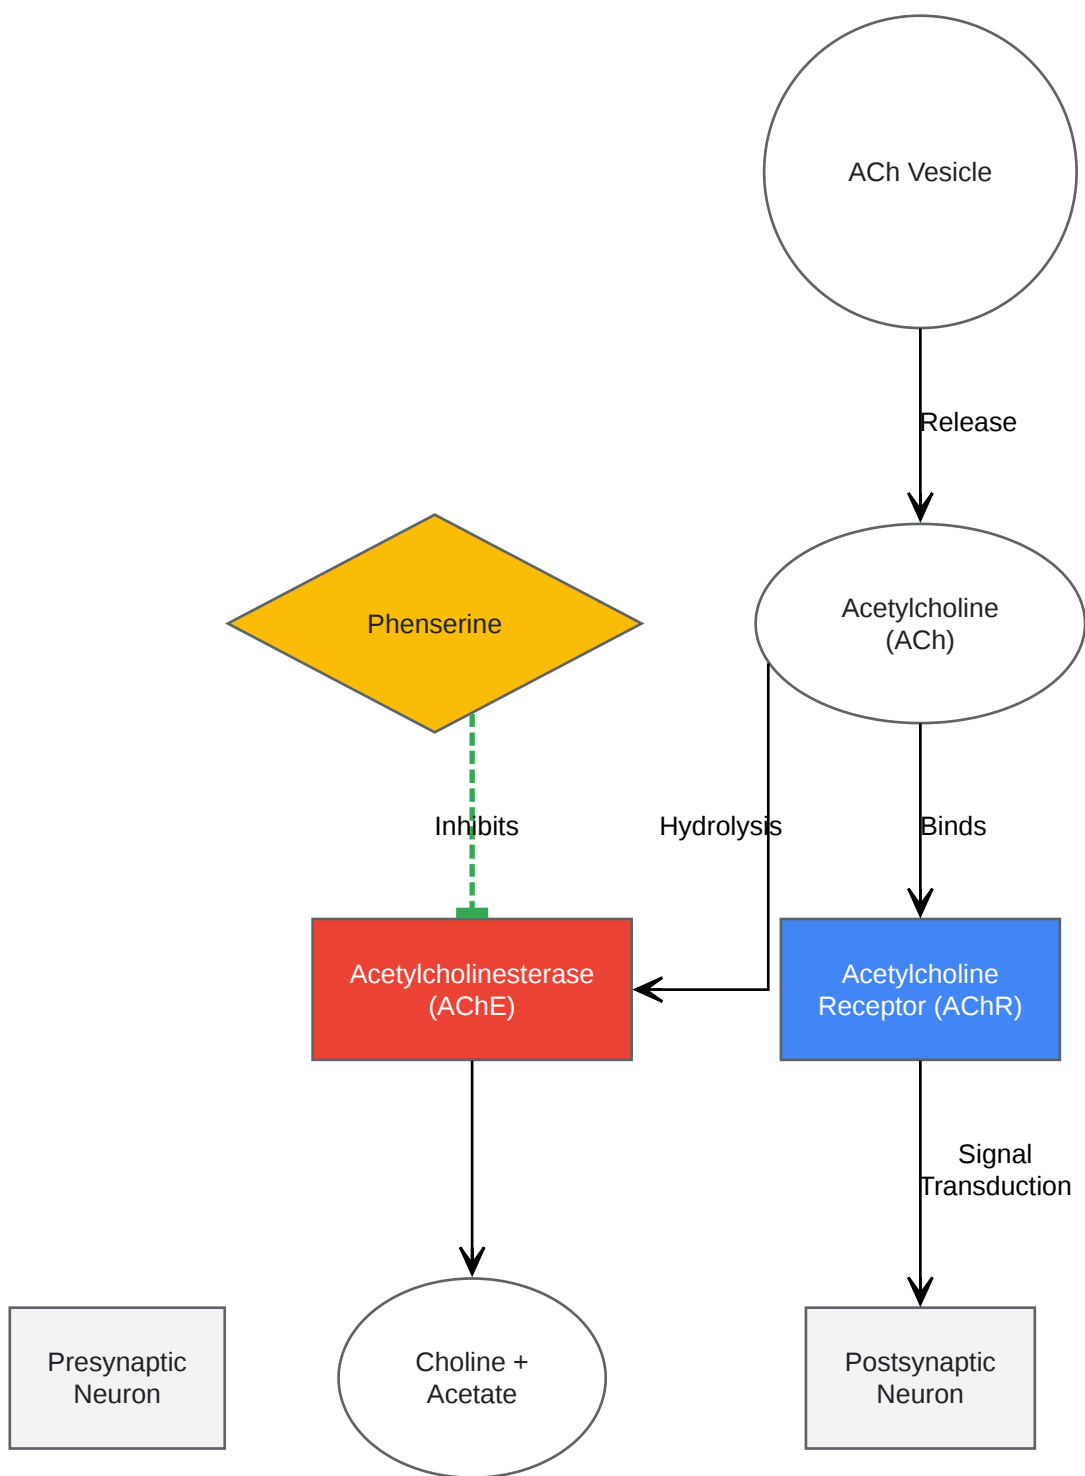 ACh Vesicle
Release
Phenserine
Acetylcholine
(ACh)
Inhibits
Hydrolysis
Binds
Acetylcholinesterase
(AChE)
Acetylcholine
Receptor (AChR)
Signal
Transduction
Presynaptic
Neuron
Choline +
Acetate
Postsynaptic
Neuron